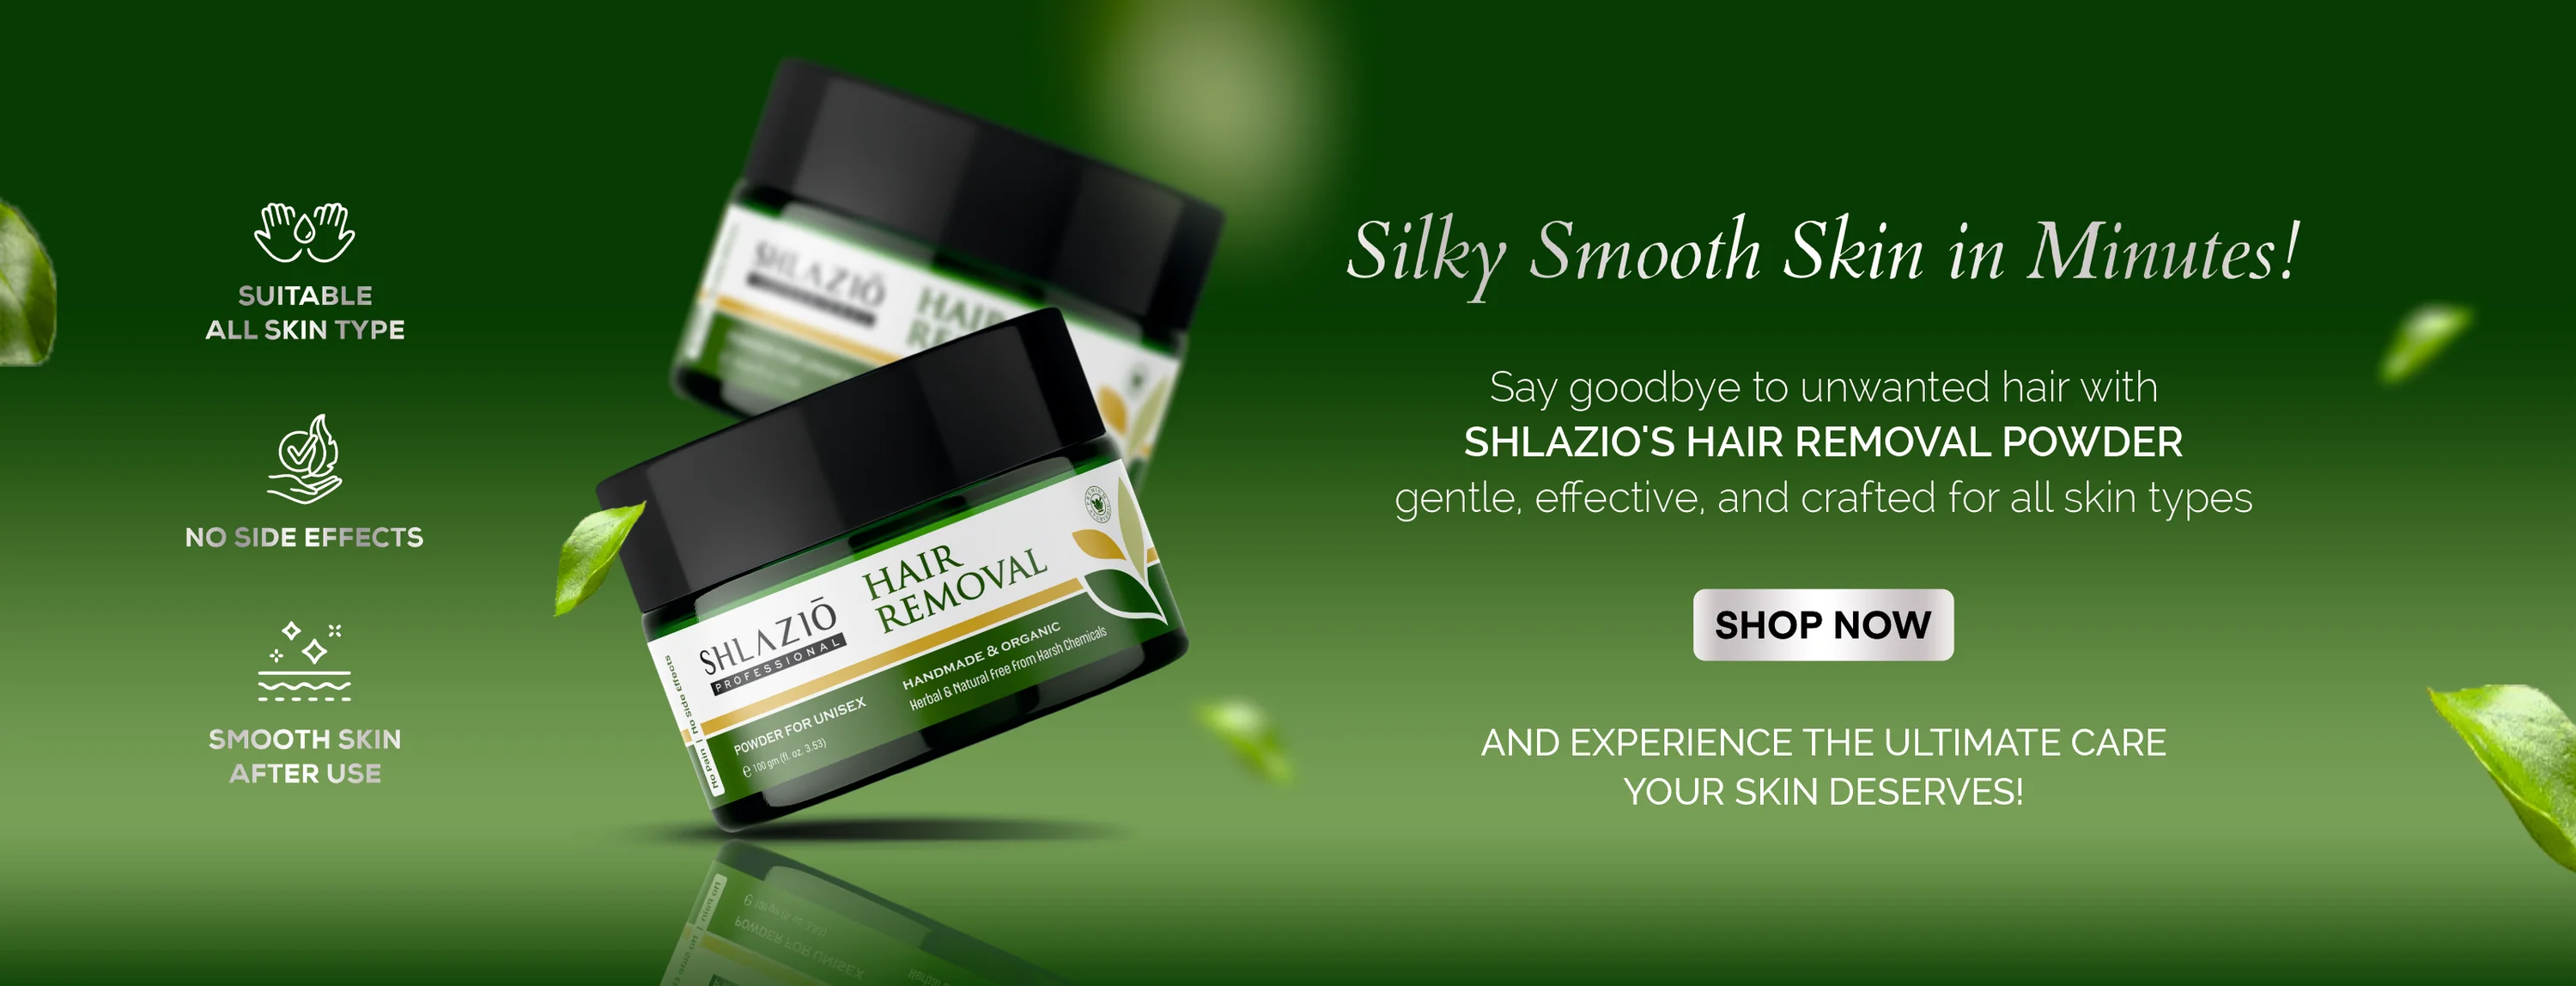 SUITABLE
ALL SKIN TYPE
NO SIDE EFFECTS
SMOOTH SKIN
AFTER USE
SHLAZIŌ
HAIR
SHLAZIŌ
PROFESSIONAL
HAIR
REMOVAL
HANDMADE & ORGANIC
Herbal & Natural Free From Harsh Chemicals
POWDER FOR UNISEX
℮ 100 gm (fl. oz. 3.53)
No Pain | No Side Effects
Silky Smooth Skin in Minutes!
Say goodbye to unwanted hair with
SHLAZIO'S HAIR REMOVAL POWDER
gentle, effective, and crafted for all skin types
SHOP NOW
AND EXPERIENCE THE ULTIMATE CARE
YOUR SKIN DESERVES!